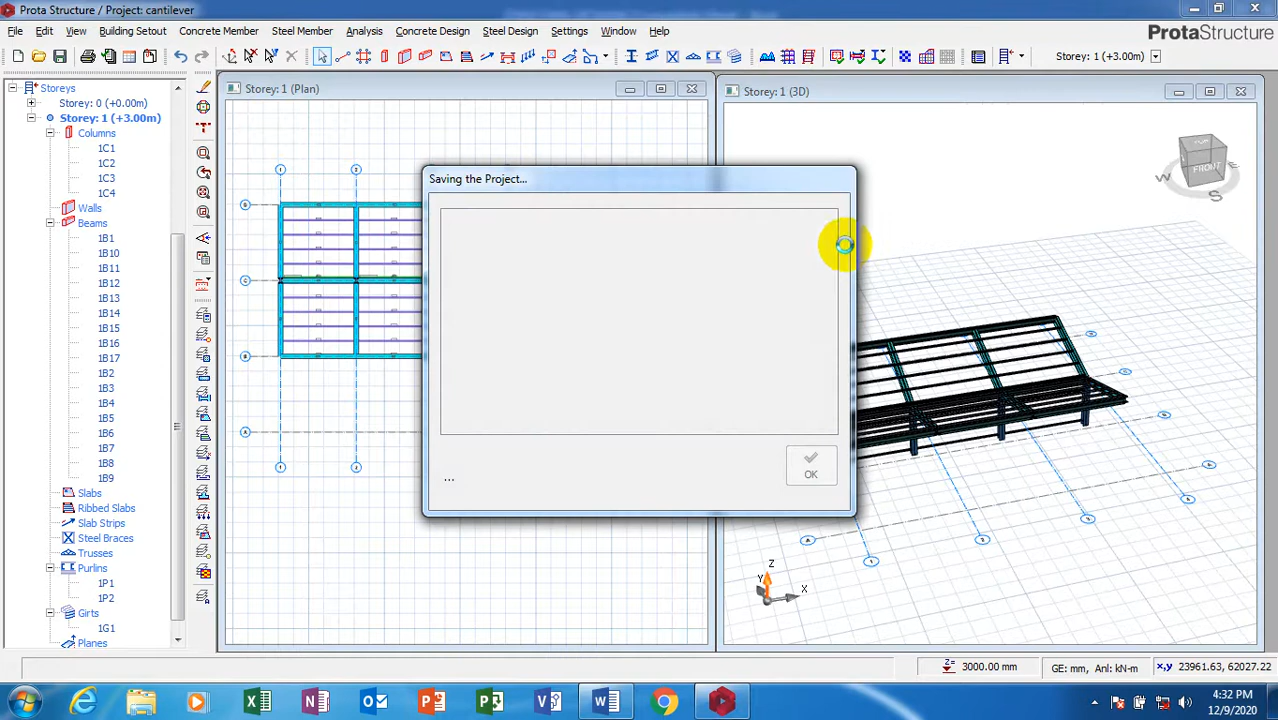 Prota Structure / Project: cantilever
File Edit View Building Setout Concrete Member Steel Member Analysis Concrete Design Steel Design Settings Window Help
ProtaStructure
Storey: 1 (+3.00m)
Storeys
Storey: 0 (+0.00m)
Storey: 1 (+3.00m)
Columns
1C1
1C2
1C3
1C4
Walls
Beams
1B1
1B10
1B11
1B12
1B13
1B14
1B15
1B16
1B17
1B2
1B3
1B4
1B5
1B6
1B7
1B8
1B9
Slabs
Ribbed Slabs
Slab Strips
Steel Braces
Trusses
Purlins
1P1
1P2
Girts
1G1
Planes
Storey: 1 (Plan)
Saving the Project...
...
OK
Storey: 1 (3D)
FRONT
W
S
E
Z
Y
X
Z=
3000.00 mm
GE: mm, Anl: kN-m
x,y 23961.63, 62027.22
4:32 PM
12/9/2020